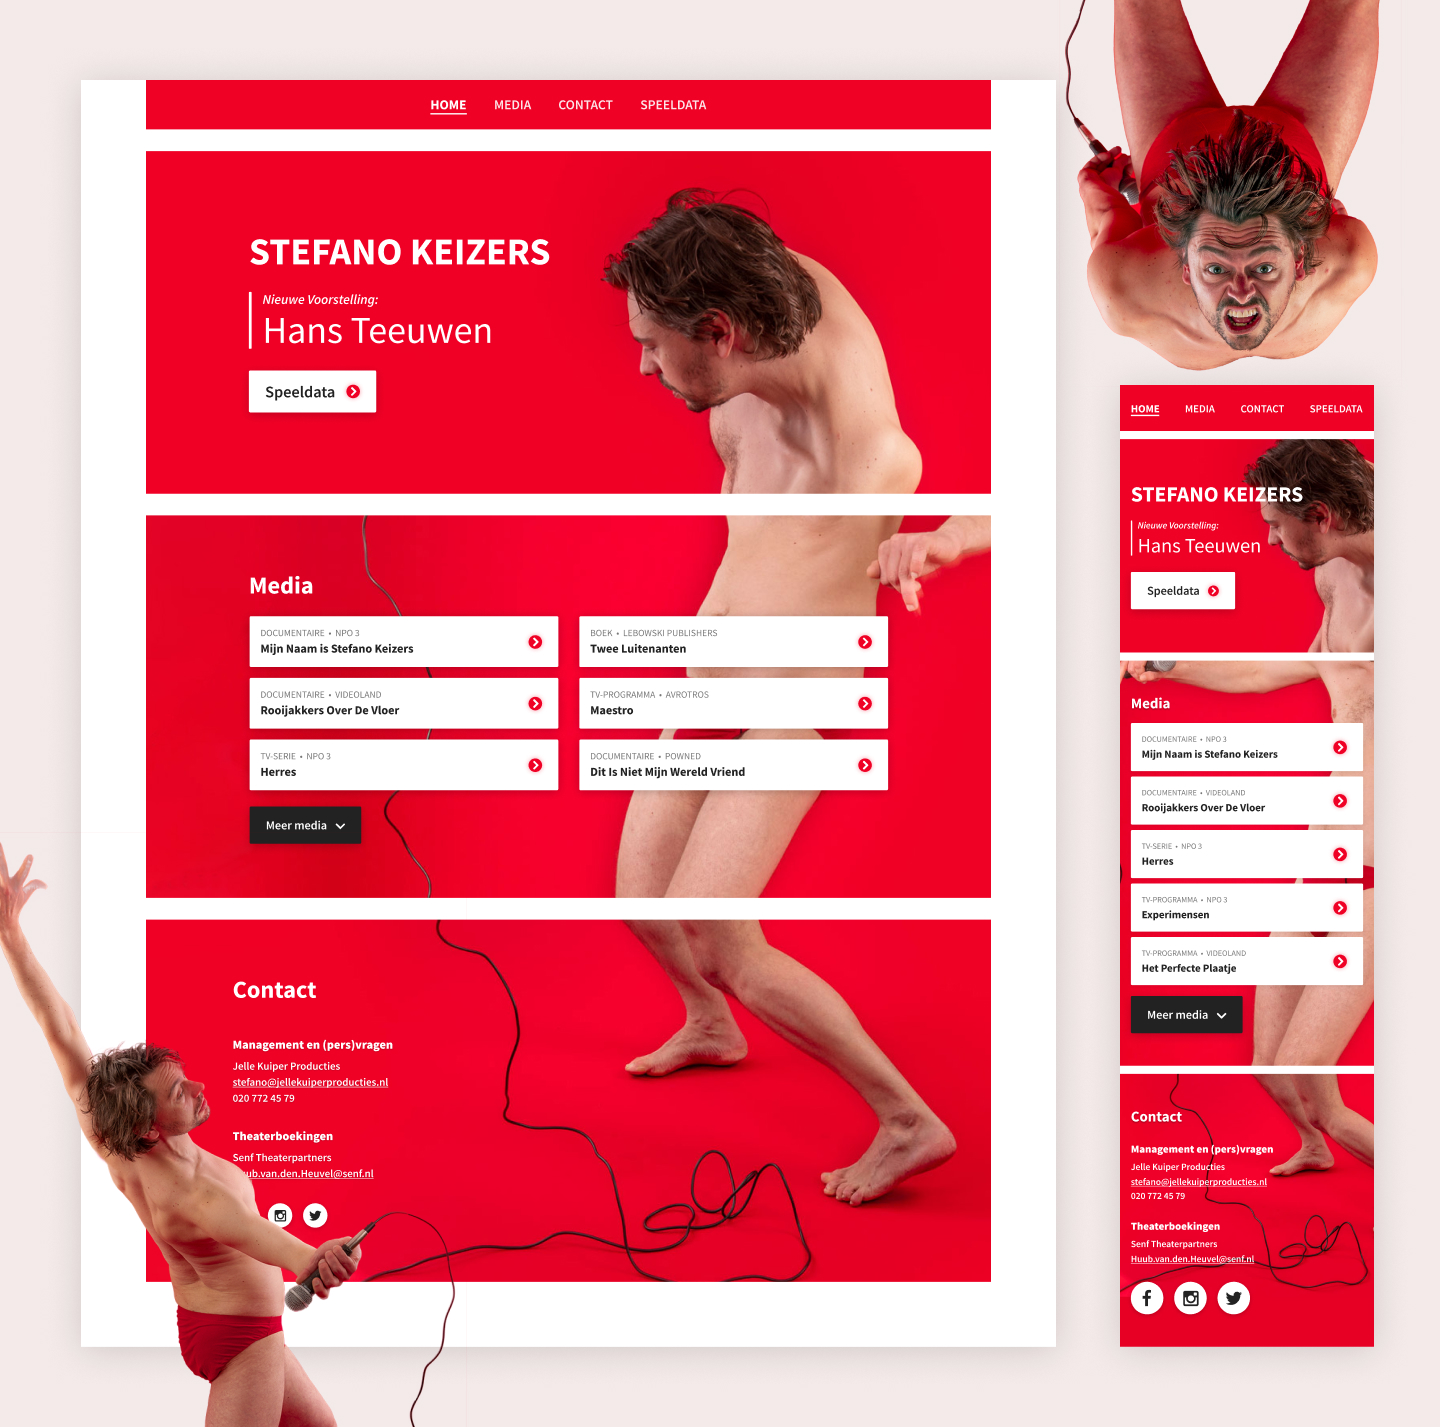 HOME MEDIA CONTACT SPEELDATA
STEFANO KEIZERS
Nieuwe Voorstelling:
Hans Teeuwen
Speeldata
Media
DOCUMENTAIRE • NPO 3
Mijn Naam is Stefano Keizers
BOEK • LEBOWSKI PUBLISHERS
Twee Luitenanten
DOCUMENTAIRE • VIDEOLAND
Rooijakkers Over De Vloer
TV-PROGRAMMA • AVROTROS
Maestro
TV-SERIE • NPO 3
Herres
DOCUMENTAIRE • POWNED
Dit Is Niet Mijn Wereld Vriend
Meer media
Contact
Management en (pers)vragen
Jelle Kuiper Producties
stefano@jellekuiperproducties.nl
020 772 45 79
Theaterboekingen
Senf Theaterpartners
uub.van.den.Heuvel@senf.nl
HOME MEDIA CONTACT SPEELDATA
STEFANO KEIZERS
Nieuwe Voorstelling:
Hans Teeuwen
Speeldata
Media
DOCUMENTAIRE • NPO 3
Mijn Naam is Stefano Keizers
DOCUMENTAIRE • VIDEOLAND
Rooijakkers Over De Vloer
TV-SERIE • NPO 3
Herres
TV-PROGRAMMA • NPO 3
Experimensen
TV-PROGRAMMA • VIDEOLAND
Het Perfecte Plaatje
Meer media
Contact
Management en (pers)vragen
Jelle Kuiper Producties
stefano@jellekuiperproducties.nl
020 772 45 79
Theaterboekingen
Senf Theaterpartners
Huub.van.den.Heuvel@senf.nl